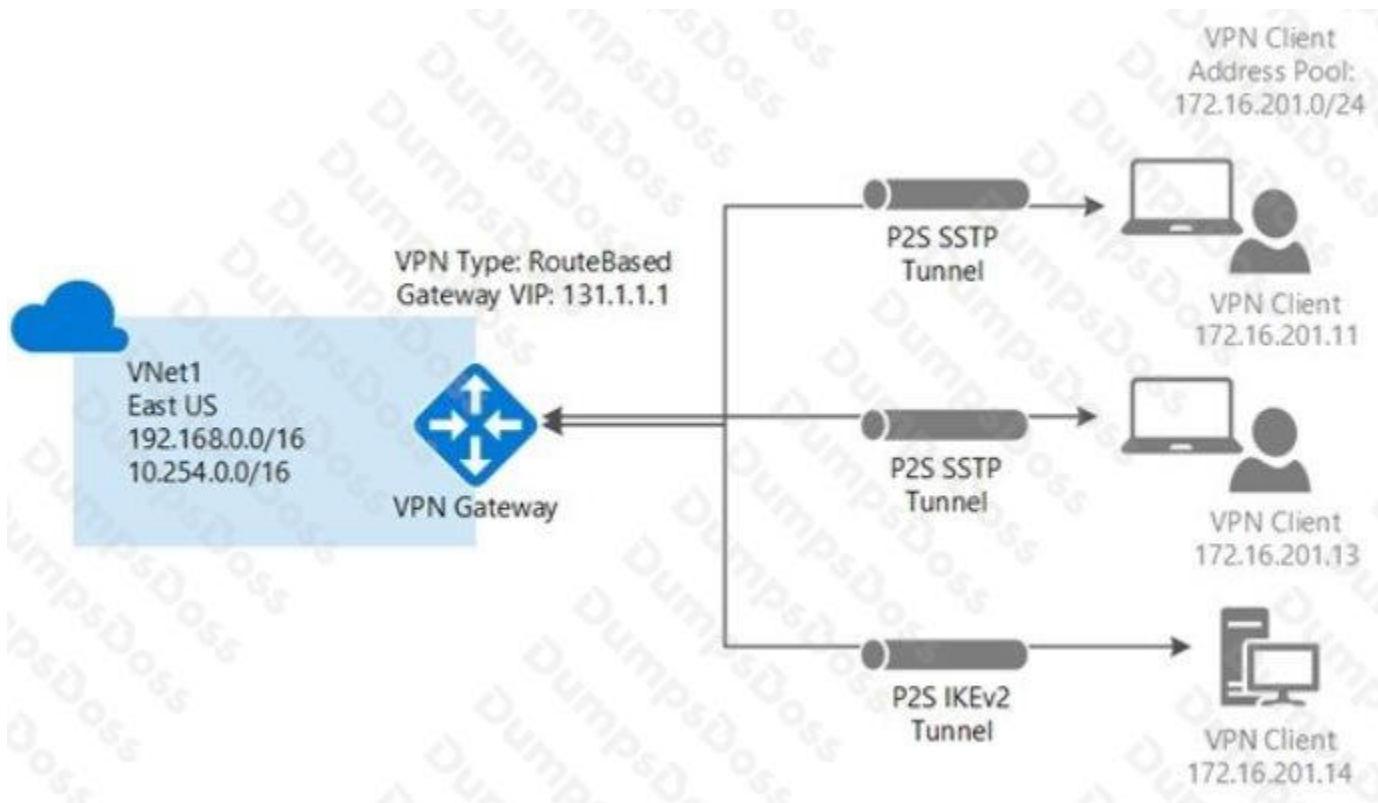 VPN Client
Address Pool:
172.16.201.0/24
P2S SSTP
Tunnel
VPN Type: RouteBased
Gateway VIP: 131.1.1.1
VPN Client
172.16.201.11
VNet1
East US
192.168.0.0/16
10.254.0.0/16
VPN Gateway
P2S SSTP
Tunnel
VPN Client
172.16.201.13
P2S IKEv2
Tunnel
VPN Client
172.16.201.14
DumpsDoss